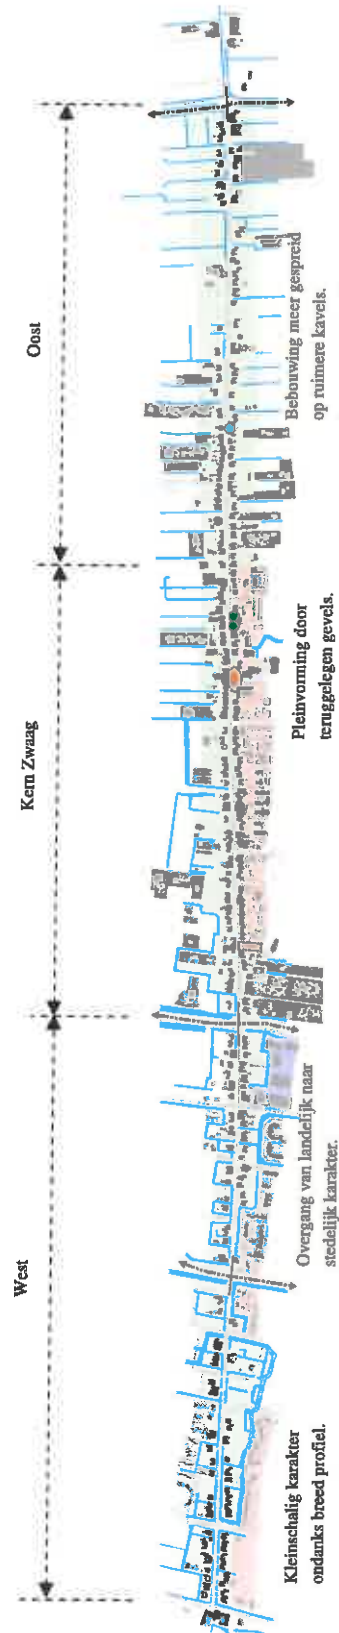 West
Kern Zwaag
Oost
Kleinschalig karakter
ondanks breed profiel.
Overgang van landelijk naar
stedelijk karakter.
Pleinvorming door
teruggelegen gevels.
Bebouwing meer gespreid
op ruimere kavels.